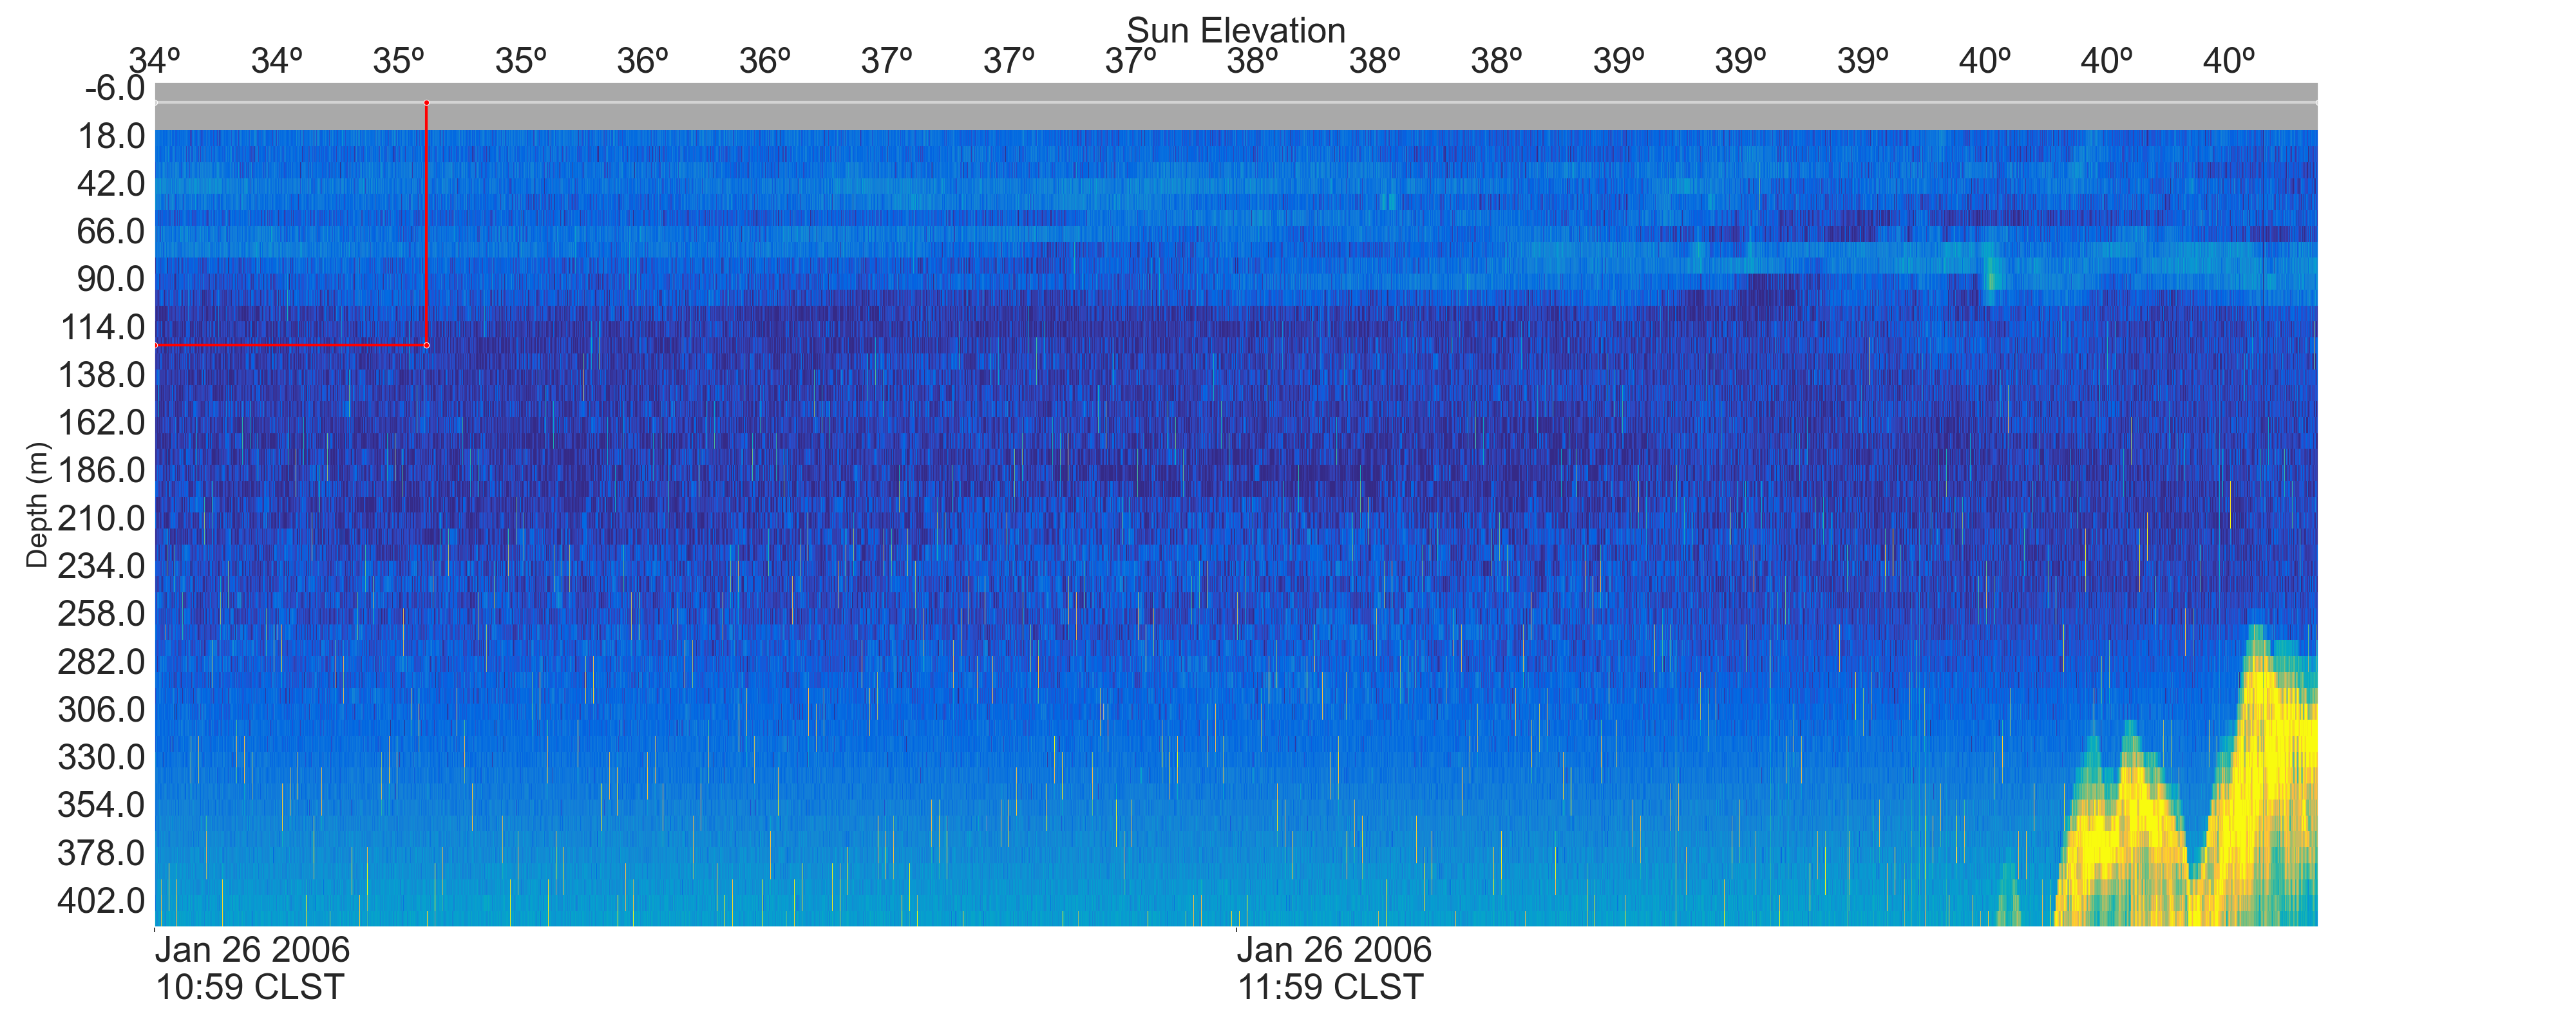 Sun Elevation
34º 34º 35º 35º 36º 36º 37º 37º 37º 38º 38º 38º 39º 39º 39º 40º 40º 40º
-6.0
18.0
42.0
66.0
90.0
114.0
138.0
162.0
186.0
210.0
234.0
258.0
282.0
306.0
330.0
354.0
378.0
402.0
Depth (m)
Jan 26 2006
10:59 CLST
Jan 26 2006
11:59 CLST